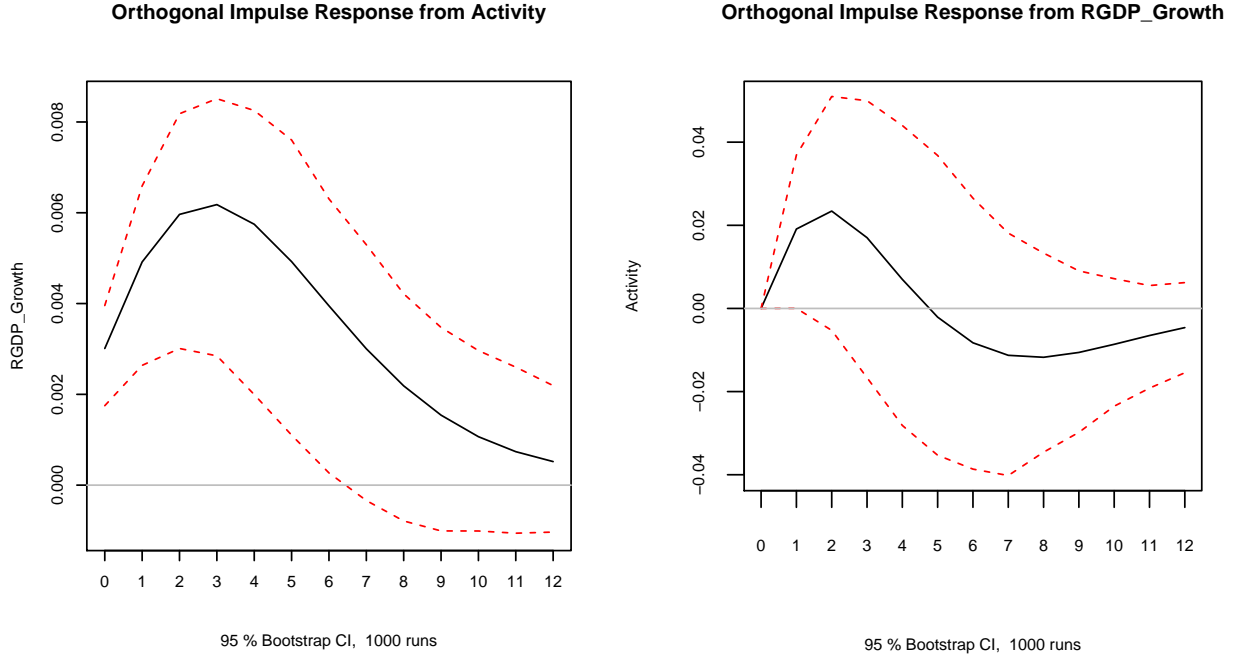 Orthogonal Impulse Response from Activity
RGDP_Growth
0.008
0.006
0.004
0.002
0.000
0 1 2 3 4 5 6 7 8 9 10 11 12
95 % Bootstrap CI,  1000 runs
Orthogonal Impulse Response from RGDP_Growth
Activity
0.04
0.02
0.00
−0.02
−0.04
0 1 2 3 4 5 6 7 8 9 10 11 12
95 % Bootstrap CI,  1000 runs